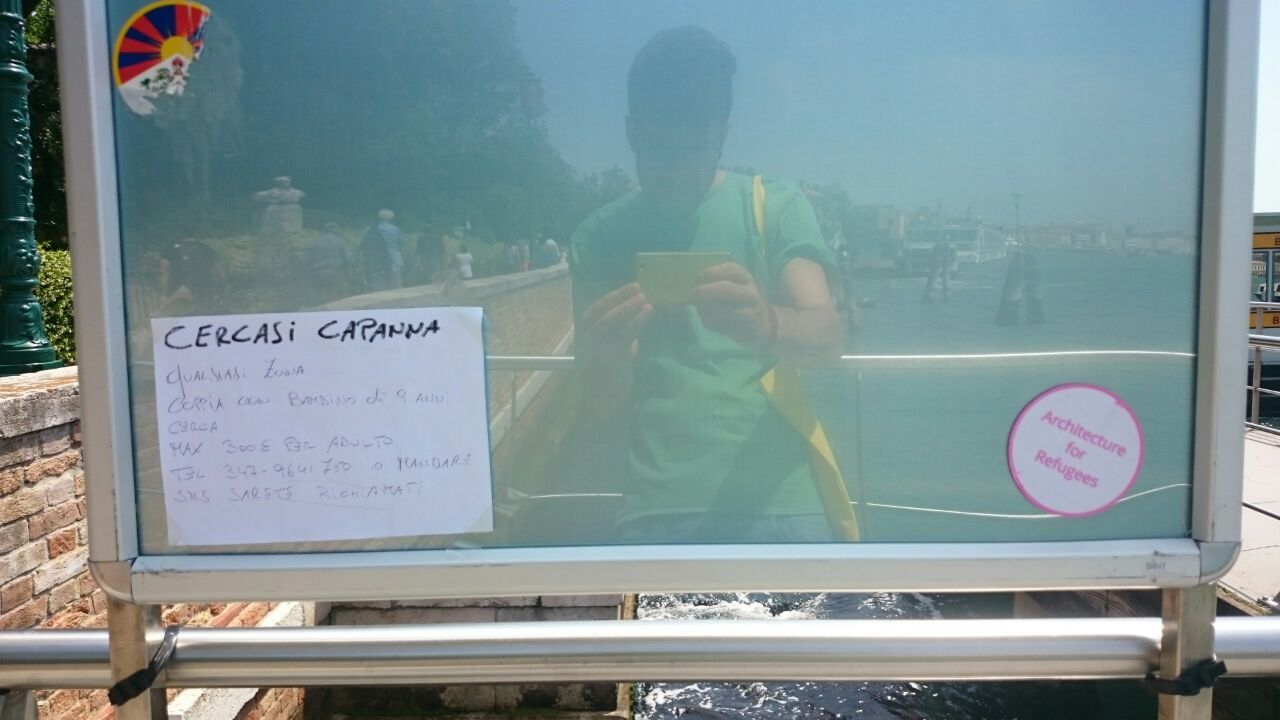 CERCASI CAPANNA
QUALSIASI ZONA
COPPIA CON BAMBINO di 9 ANNI
CERCA
MAX 300€ PER ADULTO
TEL 347-9641750 O MANDARE
SMS SARETE RICHIAMATI
Architecture
for
Refugees